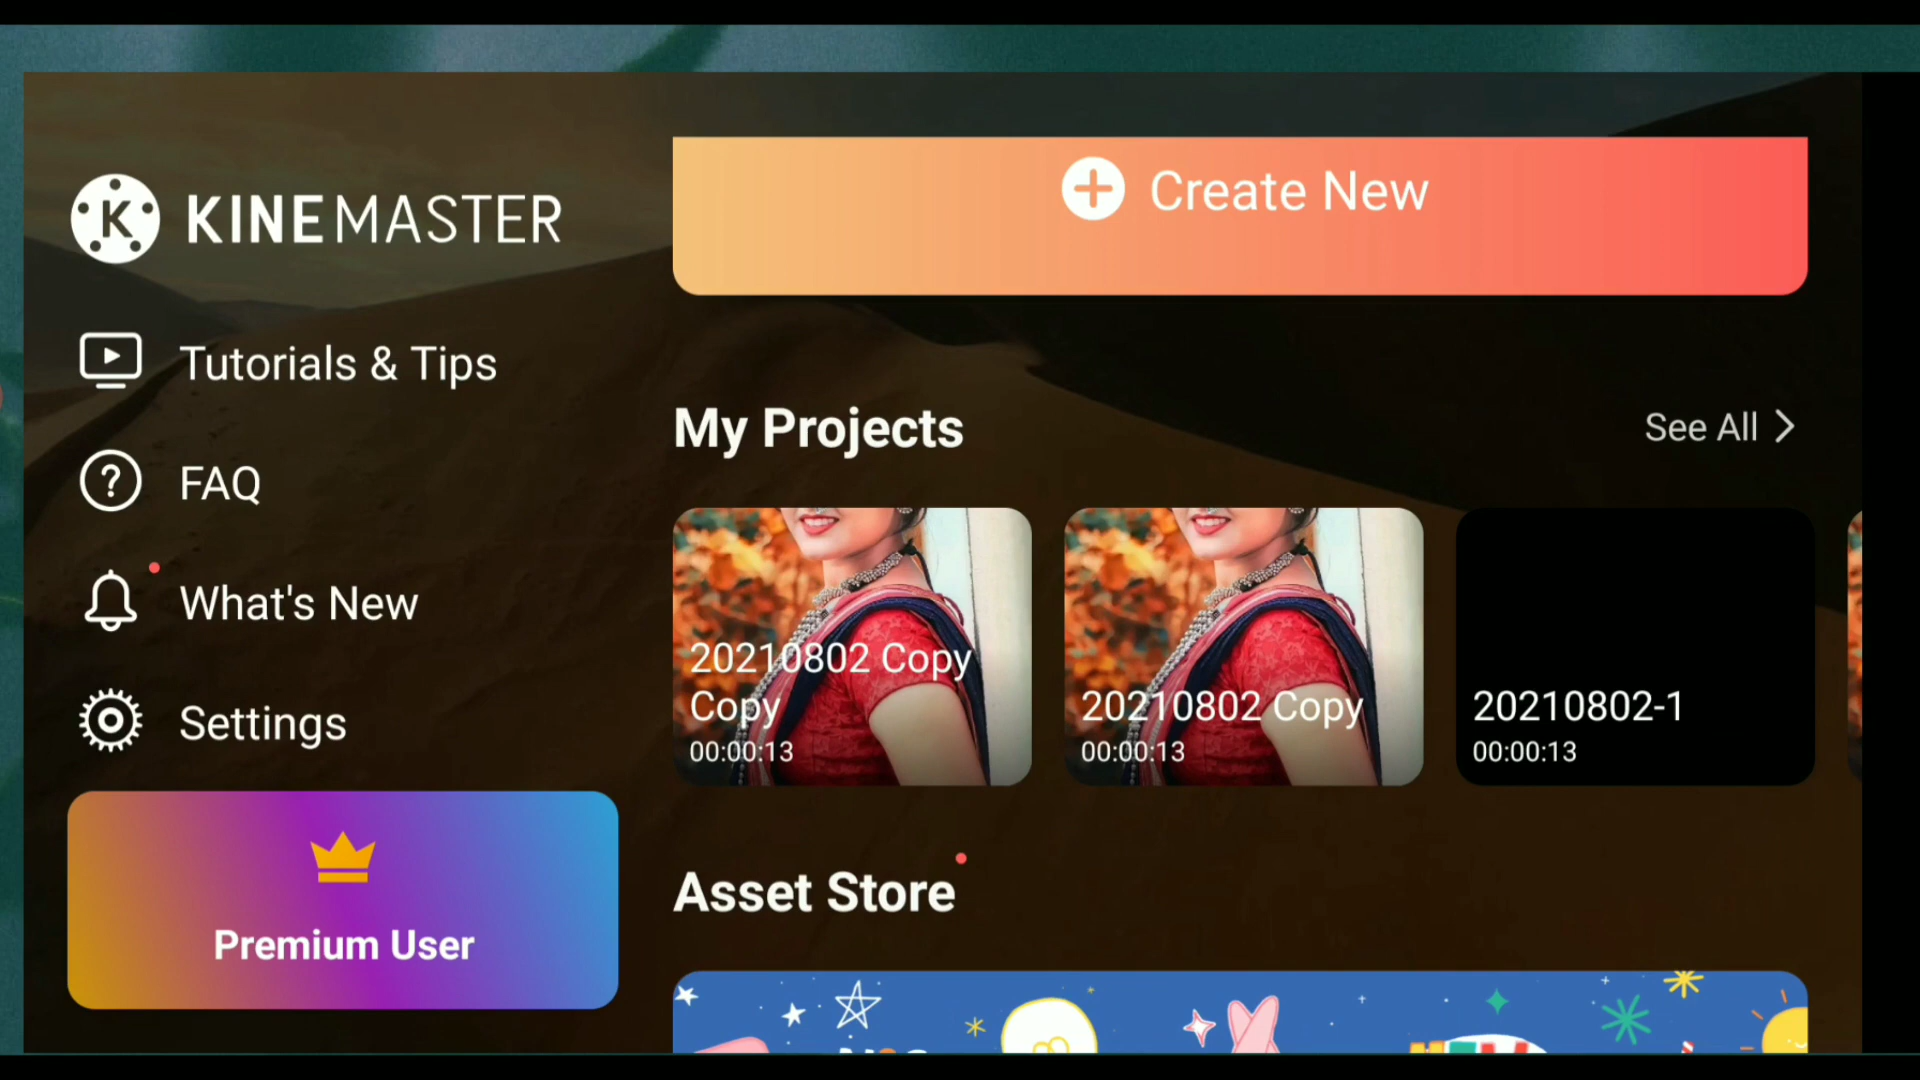 KINEMASTER
Tutorials & Tips
FAQ
What's New
Settings
Premium User
Create New
My Projects
See All
20210802 Copy
Copy
00:00:13
20210802 Copy
00:00:13
20210802-1
00:00:13
Asset Store